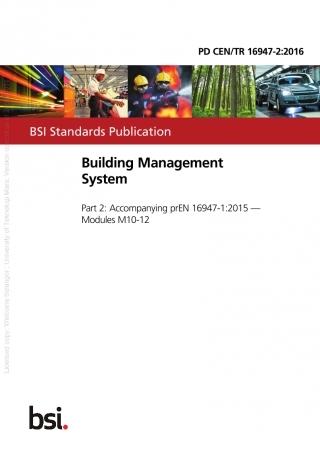 PD CEN/TR 16947-2:2016
BSI Standards Publication
Building Management
System
Part 2: Accompanying prEN 16947-1:2015 —
Modules M10-12
bsi.